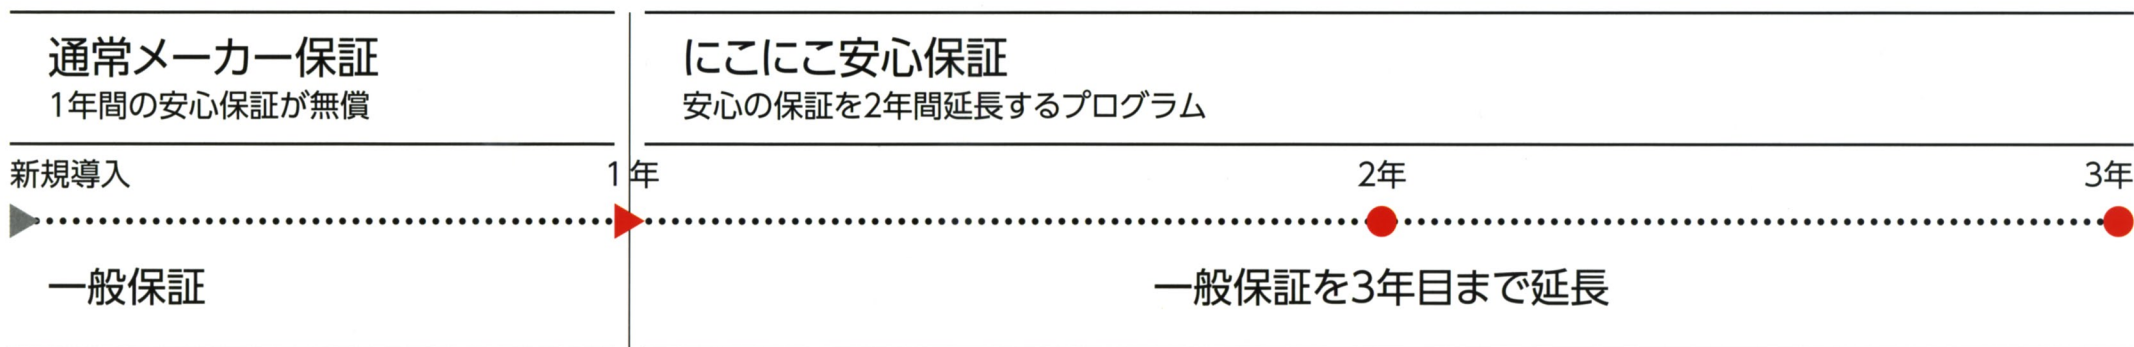 通常メーカー保証
1年間の安心保証が無償
にこにこ安心保証
安心の保証を2年間延長するプログラム
新規導入
1年
2年
3年
一般保証
一般保証を3年目まで延長